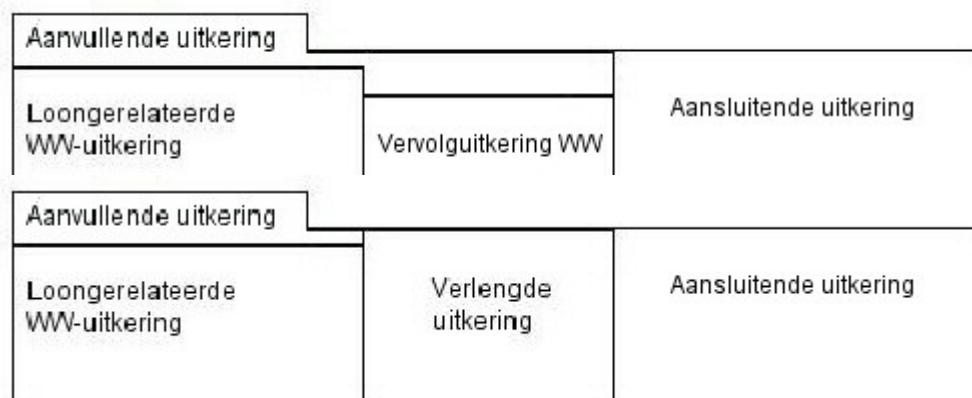 Aanvullende uitkering
Loongerelateerde
WW-uitkering
Vervolguitkering WW
Aansluitende uitkering
Aanvullende uitkering
Loongerelateerde
WW-uitkering
Verlengde
uitkering
Aansluitende uitkering